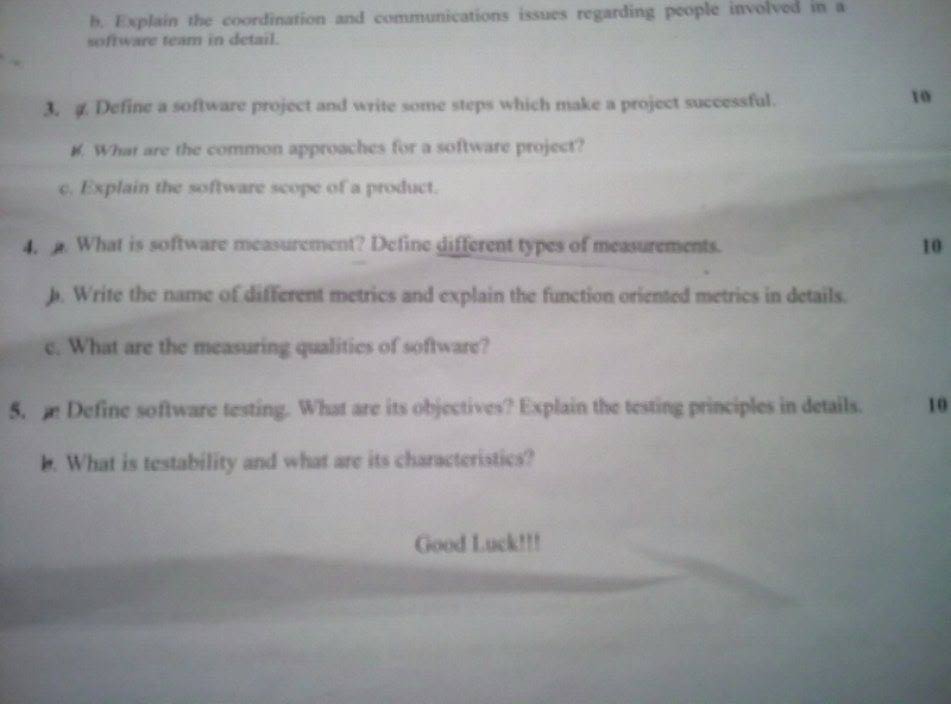 b. Explain the coordination and communications issues regarding people involved in a
software team in detail.
3. a. Define a software project and write some steps which make a project successful. 10
b. What are the common approaches for a software project?
c. Explain the software scope of a product.
4. a. What is software measurement? Define different types of measurements. 10
b. Write the name of different metrics and explain the function oriented metrics in details.
c. What are the measuring qualities of software?
5. a. Define software testing. What are its objectives? Explain the testing principles in details. 10
b. What is testability and what are its characteristics?
Good Luck!!!